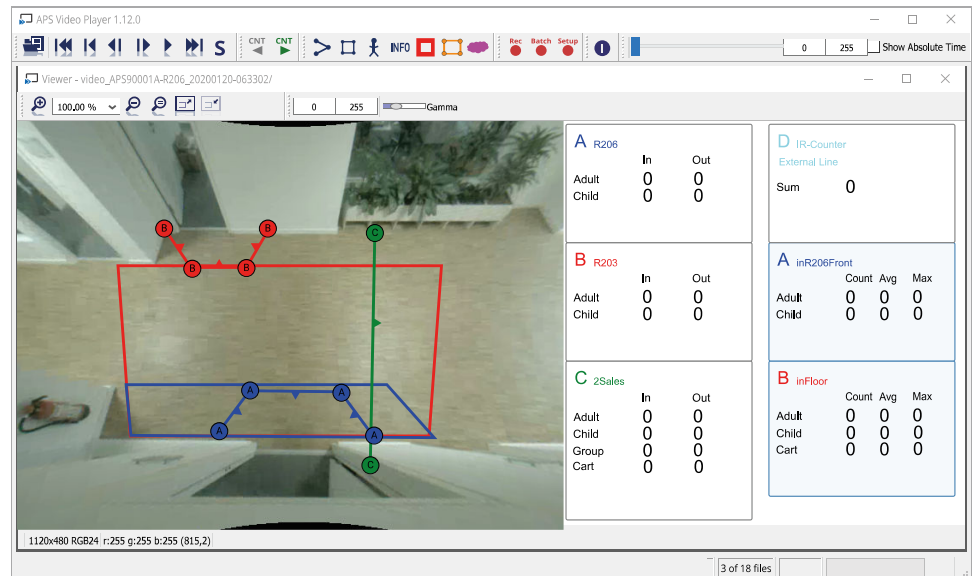 APS Video Player 1.12.0
S CNT CNT INFO Rec Batch Setup 0 255 Show Absolute Time
Viewer - video_APS90001A-R206_20200120-063302/
100,00 % 0 255 Gamma
A R206
In Out
Adult 0 0
Child 0 0
B R203
In Out
Adult 0 0
Child 0 0
C 2Sales
In Out
Adult 0 0
Child 0 0
Group 0 0
Cart 0 0
D IR-Counter
External Line
Sum 0
A inR206Front
Count Avg Max
Adult 0 0 0
Child 0 0 0
B inFloor
Count Avg Max
Adult 0 0 0
Child 0 0 0
Cart 0 0 0
B B
B B
C
A A
A A
C
1120x480 RGB24 r:255 g:255 b:255 (815,2)
3 of 18 files